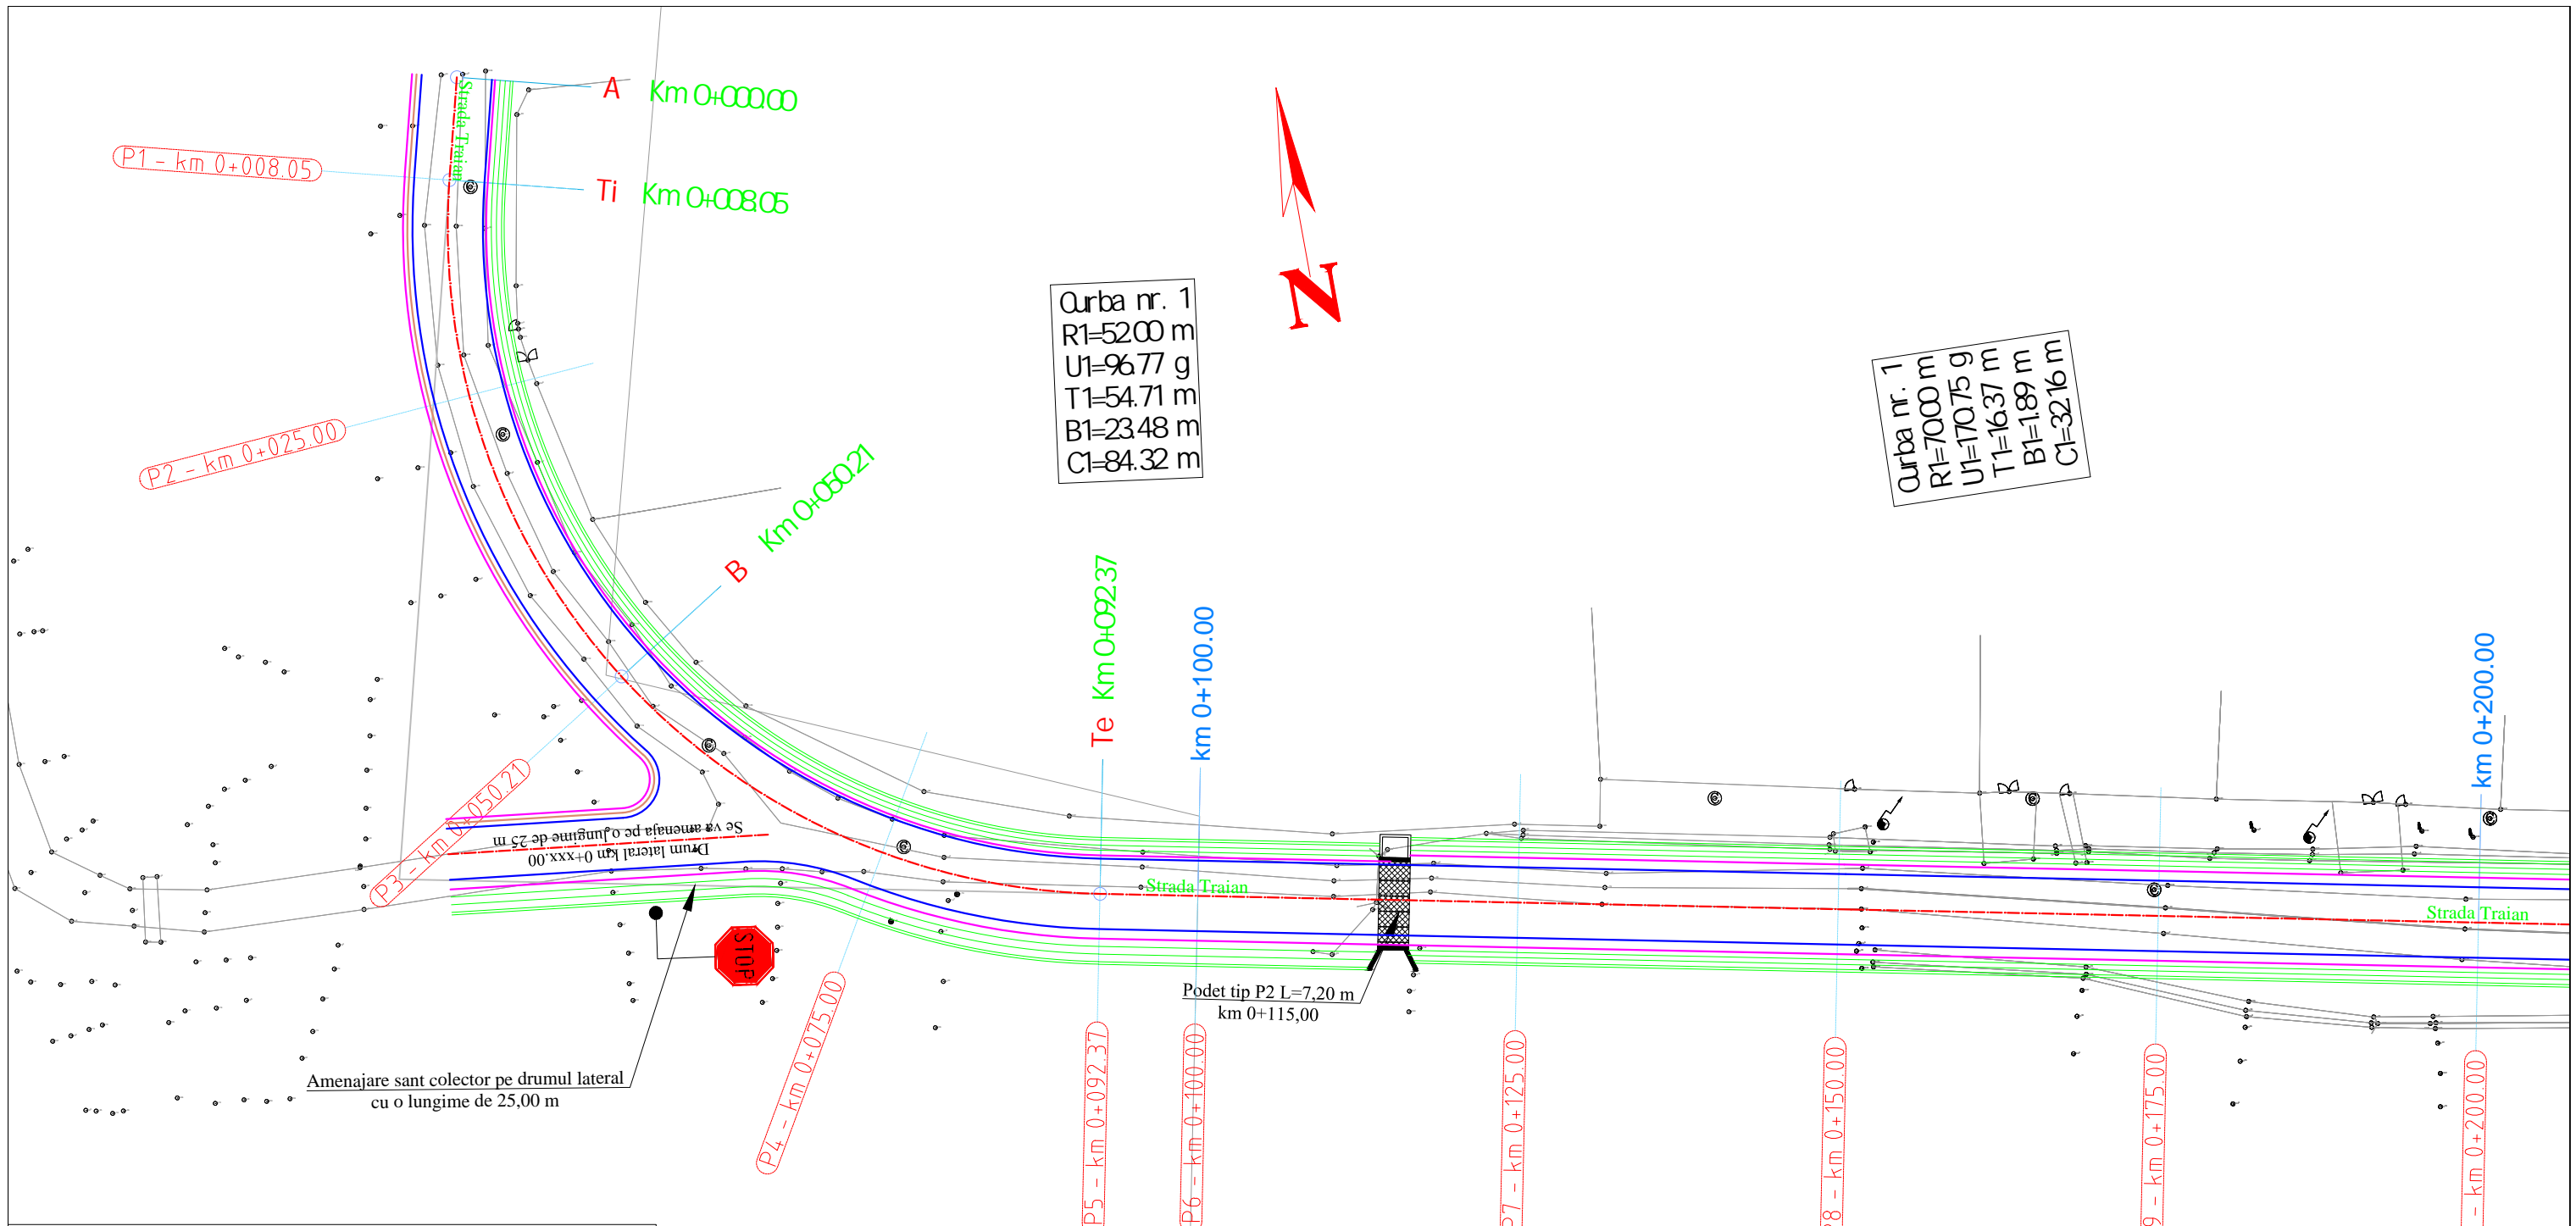 A Km 0+000.00
Strada Traian
P1 - km 0+008.05
Ti Km 0+008.05
N
Curba nr. 1
R1=52.00 m
U1=96.77 g
T1=54.71 m
B1=23.48 m
C1=84.32 m
Curba nr. 1
R1=70.00 m
U1=170.75 g
T1=16.37 m
B1=1.89 m
C1=32.16 m
P2 - km 0+025.00
B Km 0+050.21
Te Km 0+092.37
km 0+100.00
km 0+200.00
P3 - km 0+050.21
Se va amenaja pe o lungime de 25 m
Drum lateral km 0+xxx.00
Strada Traian
Strada Traian
STOP
Podet tip P2 L=7,20 m
km 0+115,00
Amenajare sant colector pe drumul lateral
cu o lungime de 25,00 m
P4 - km 0+075.00
P5 - km 0+092.37
P6 - km 0+100.00
P7 - km 0+125.00
P8 - km 0+150.00
9 - km 0+175.00
- km 0+200.00